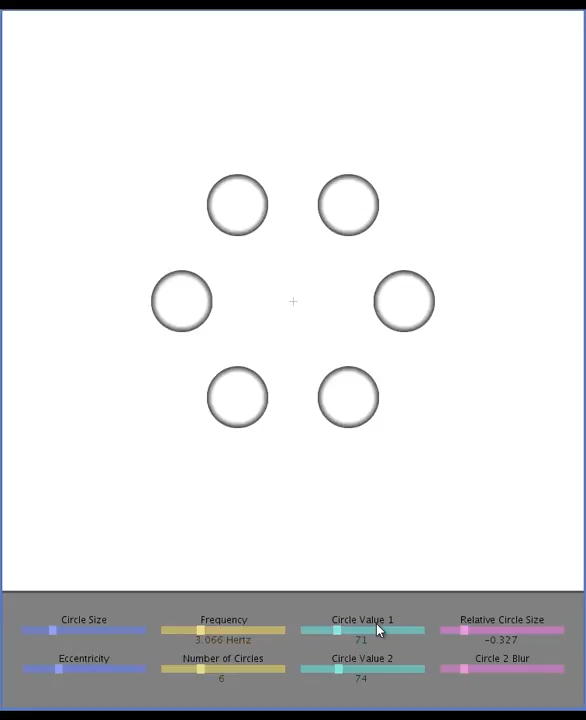 Circle Size Frequency Circle Value 1 Relative Circle Size
3.066 Hertz 71 -0.327
Eccentricity Number of Circles Circle Value 2 Circle 2 Blur
6 74